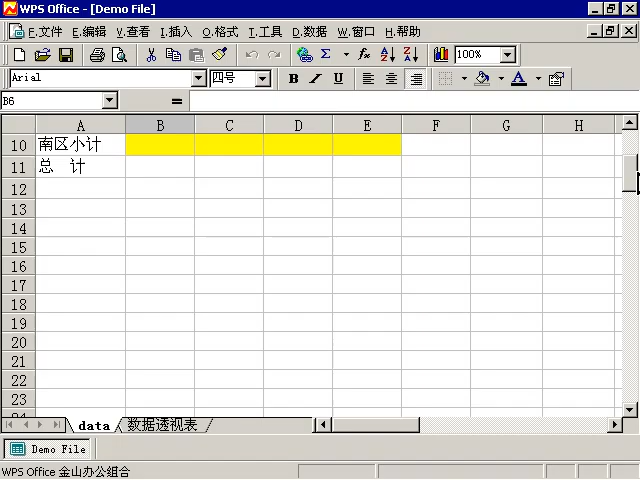 WPS Office - [Demo File]
F.文件 E.编辑 V.查看 I.插入 O.格式 T.工具 D.数据 W.窗口 H.帮助
100%
Arial 四号 B I U A
B6 =
A B C D E F G H
10 南区小计
11 总 计
12
13
14
15
16
17
18
19
20
21
22
23
data 数据透视表
Demo File
WPS Office 金山办公组合